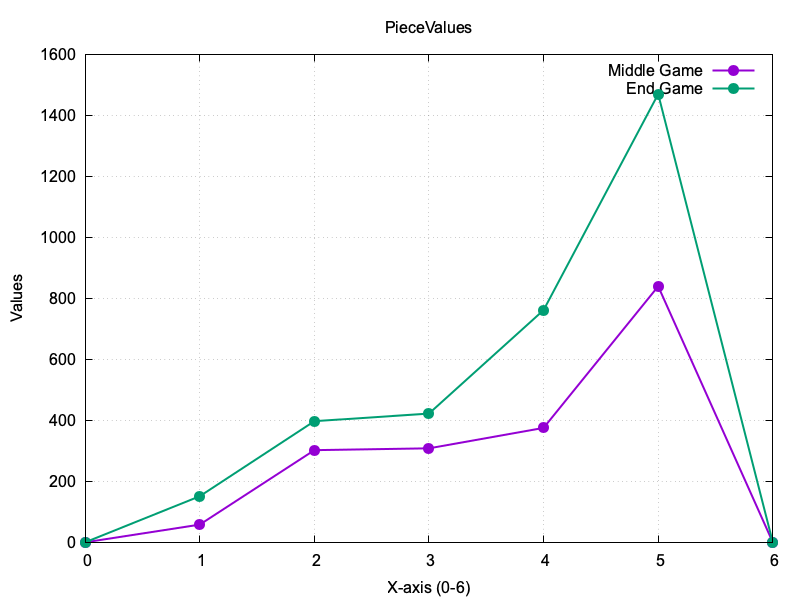 PieceValues
1600
1400
1200
1000
800
600
400
200
0
Values
Middle Game
End Game
0 1 2 3 4 5 6
X-axis (0-6)